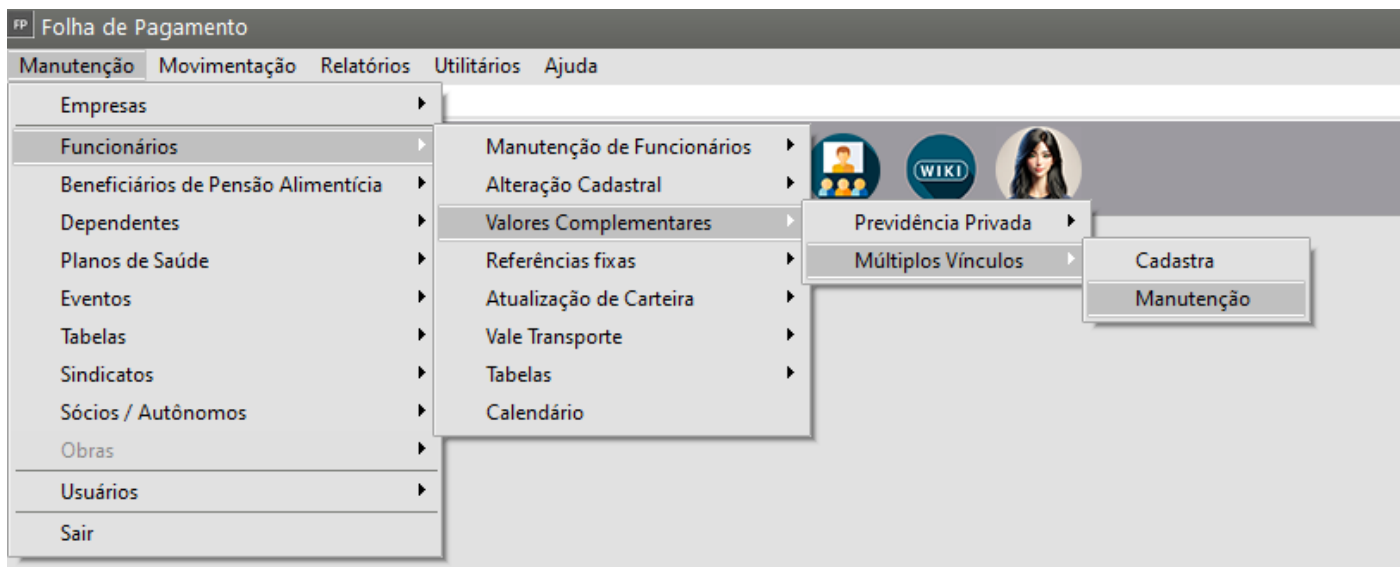 FP Folha de Pagamento
Manutenção Movimentação Relatórios Utilitários Ajuda
Empresas
Funcionários
Beneficiários de Pensão Alimentícia
Dependentes
Planos de Saúde
Eventos
Tabelas
Sindicatos
Sócios / Autônomos
Obras
Usuários
Sair
Manutenção de Funcionários
Alteração Cadastral
Valores Complementares
Referências fixas
Atualização de Carteira
Vale Transporte
Tabelas
Calendário
WIKI
Previdência Privada
Múltiplos Vínculos
Cadastra
Manutenção